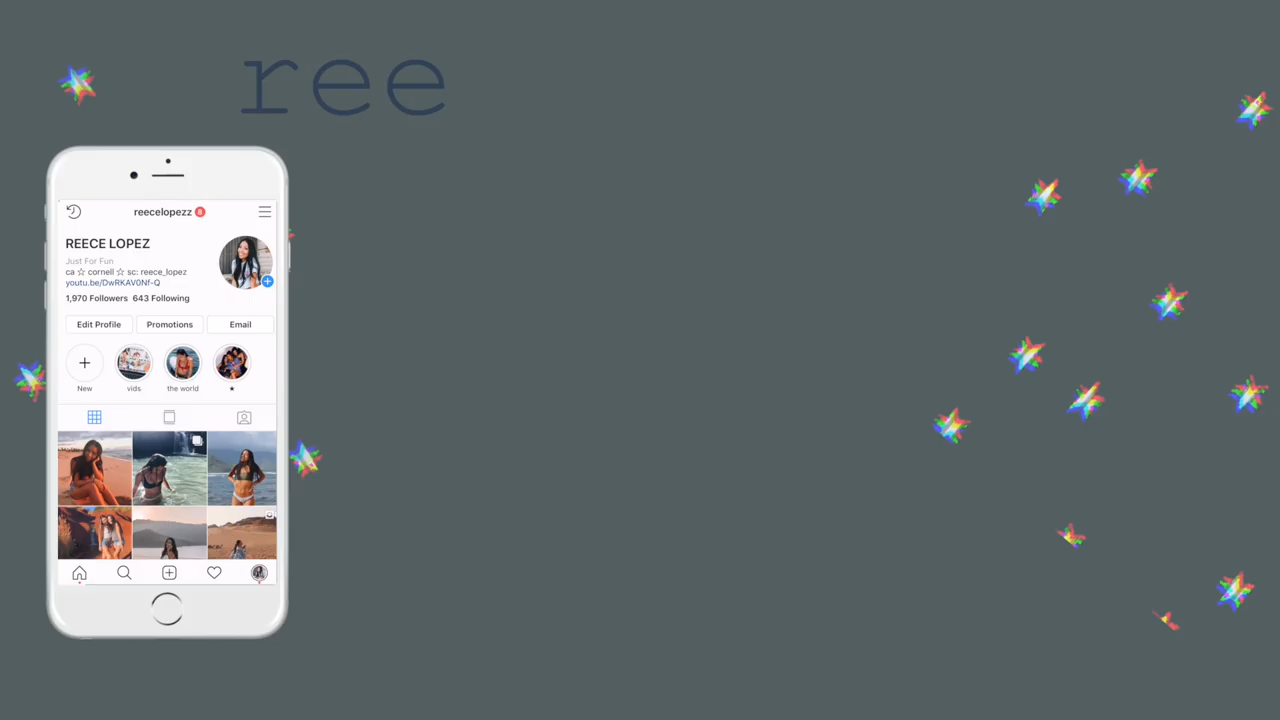 ree
reecelopezz 8
REECE LOPEZ
Just For Fun
ca ☆ cornell ☆ sc: reece_lopez
youtu.be/DwRKAV0Nf-Q
1,970 Followers 643 Following
Edit Profile Promotions Email
New vids the world ★